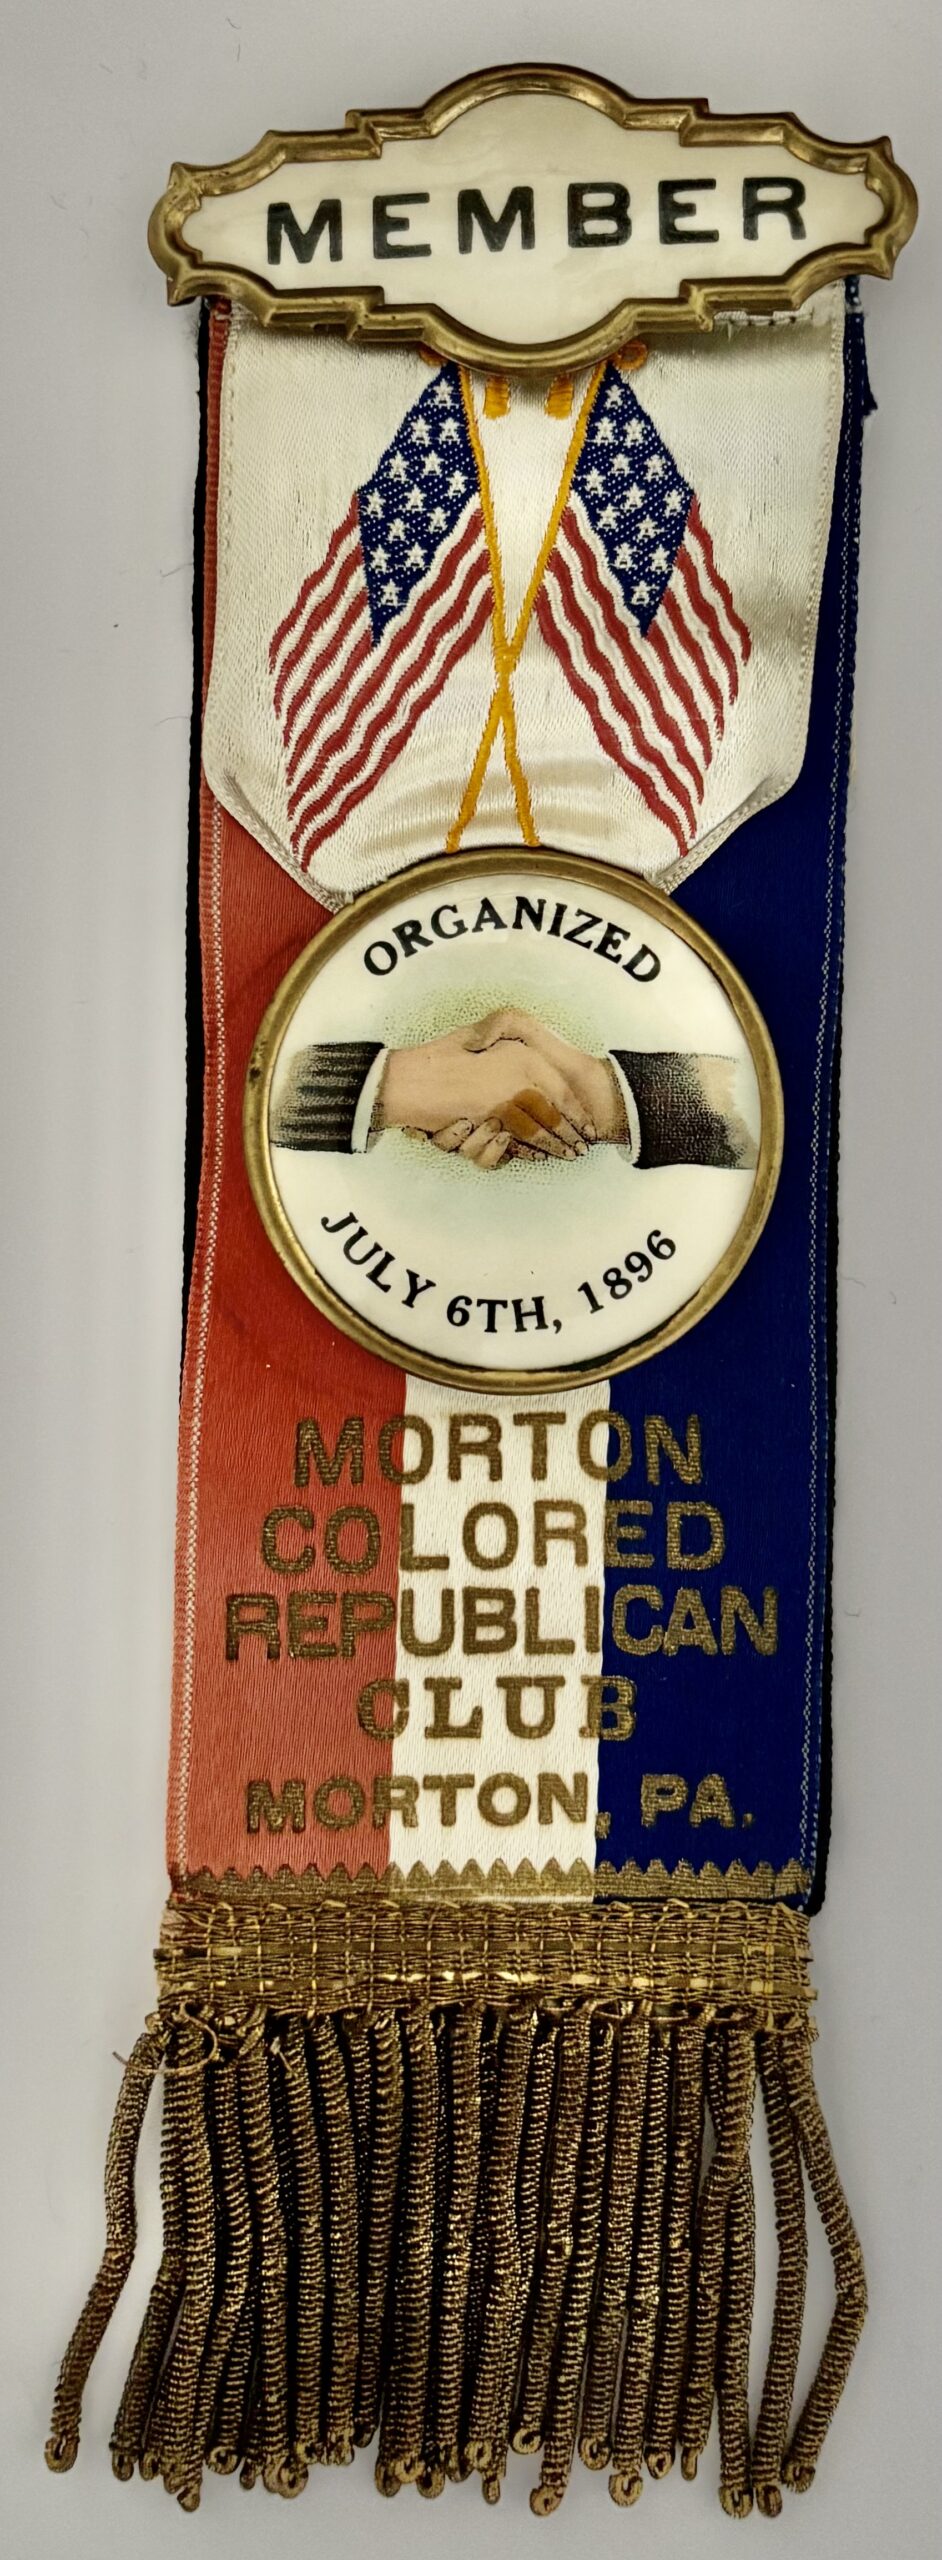 MEMBER
ORGANIZED
JULY 6TH, 1896
MORTON
COLORED
REPUBLICAN
CLUB
MORTON, PA.